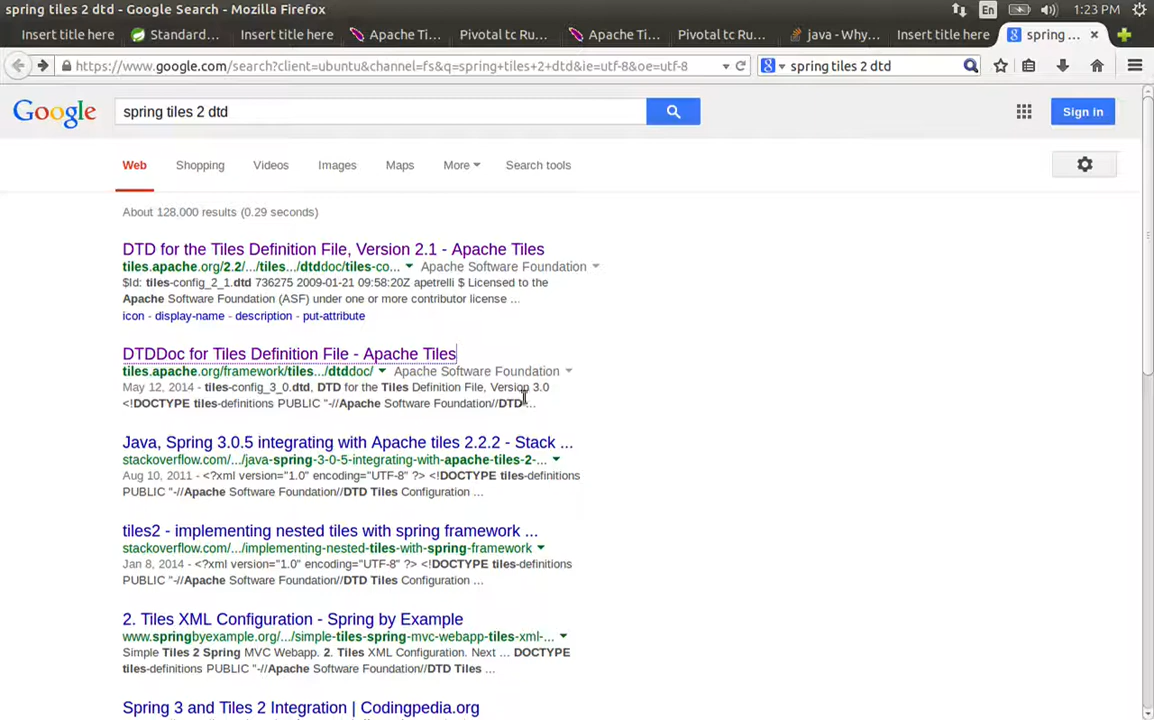 spring tiles 2 dtd - Google Search - Mozilla Firefox
En
1:23 PM
Insert title here
Standard...
Insert title here
Apache Ti...
Pivotal tc Ru...
Apache Ti...
Pivotal tc Ru...
java - Why...
Insert title here
spring ...
https://www.google.com/search?client=ubuntu&channel=fs&q=spring+tiles+2+dtd&ie=utf-8&oe=utf-8
spring tiles 2 dtd
Google
spring tiles 2 dtd
Sign in
Web
Shopping
Videos
Images
Maps
More
Search tools
About 128,000 results (0.29 seconds)
DTD for the Tiles Definition File, Version 2.1 - Apache Tiles
tiles.apache.org/2.2/.../tiles.../dtddoc/tiles-co... Apache Software Foundation
$Id: tiles-config_2_1.dtd 736275 2009-01-21 09:58:20Z apetrelli $ Licensed to the
Apache Software Foundation (ASF) under one or more contributor license ...
icon - display-name - description - put-attribute
DTDDoc for Tiles Definition File - Apache Tiles
tiles.apache.org/framework/tiles.../dtddoc/ Apache Software Foundation
May 12, 2014 - tiles-config_3_0.dtd, DTD for the Tiles Definition File, Version 3.0
<!DOCTYPE tiles-definitions PUBLIC "-//Apache Software Foundation//DTD ...
Java, Spring 3.0.5 integrating with Apache tiles 2.2.2 - Stack ...
stackoverflow.com/.../java-spring-3-0-5-integrating-with-apache-tiles-2-...
Aug 10, 2011 - <?xml version="1.0" encoding="UTF-8" ?> <!DOCTYPE tiles-definitions
PUBLIC "-//Apache Software Foundation//DTD Tiles Configuration ...
tiles2 - implementing nested tiles with spring framework ...
stackoverflow.com/.../implementing-nested-tiles-with-spring-framework
Jan 8, 2014 - <?xml version="1.0" encoding="UTF-8" ?> <!DOCTYPE tiles-definitions
PUBLIC "-//Apache Software Foundation//DTD Tiles Configuration ...
2. Tiles XML Configuration - Spring by Example
www.springbyexample.org/.../simple-tiles-spring-mvc-webapp-tiles-xml-...
Simple Tiles 2 Spring MVC Webapp. 2. Tiles XML Configuration. Next ... DOCTYPE
tiles-definitions PUBLIC "-//Apache Software Foundation//DTD Tiles ...
Spring 3 and Tiles 2 Integration | Codingpedia.org